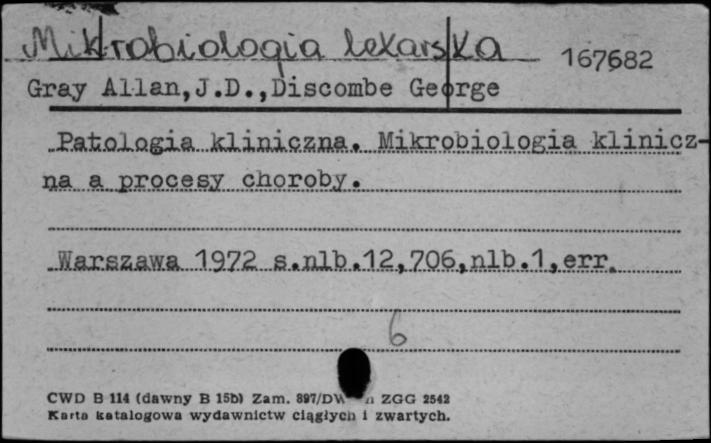 Mikrobiologia lekarska 167682
Gray Allan,J.D.,Discombe George
Patologia kliniczna. Mikrobiologia klinicz-
na a procesy choroby.
Warszawa 1972 s.nlb.12,706,nlb.1,err.
6
CWD B 114 (dawny B 15b) Zam. 897/DW ZGG 2542
Karta katalogowa wydawnictw ciągłych i zwartych.